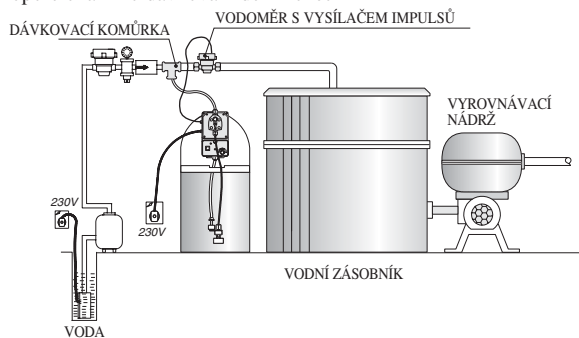 VODOMĚR S VYSÍLAČEM IMPULSŮ
DÁVKOVACÍ KOMŮRKA
VYROVNÁVACÍ
NÁDRŽ
230V
230V
VODNÍ ZÁSOBNÍK
VODA